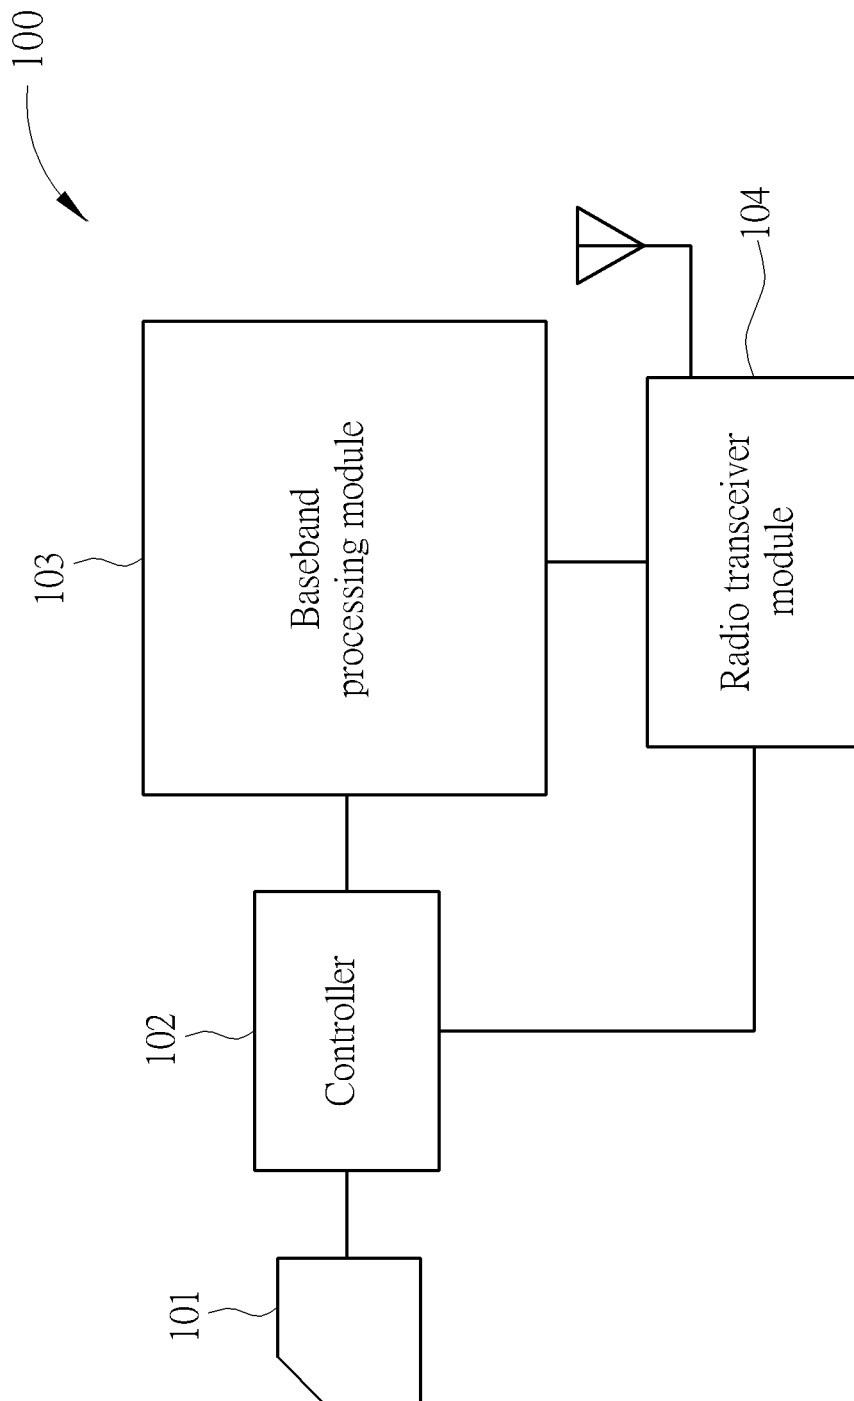 100
103
Baseband
processing module
104
Radio transceiver
module
102
Controller
101